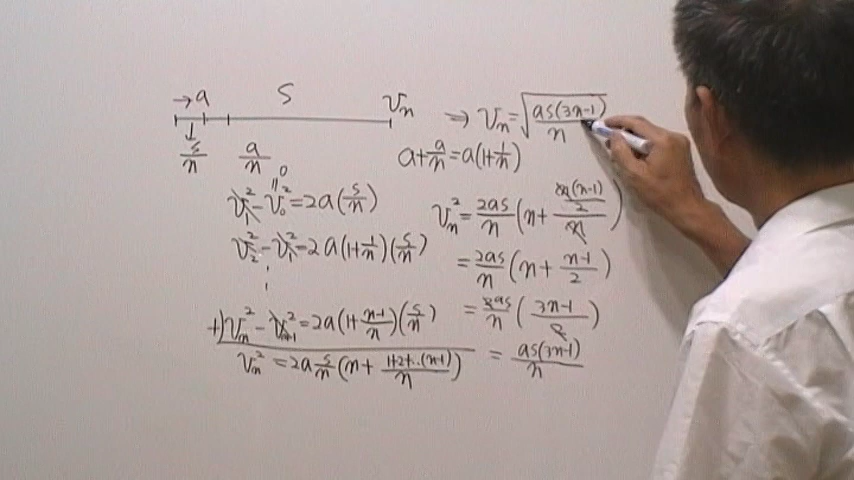 →a S Vₙ
s/n a/n
V₁² - V₀² = 2a(s/n) 0
V₂² - V₁² = 2a(1+1/n)(s/n)
⋮
+) Vₙ² - Vₙ₋₁² = 2a(1+(n-1)/n)(s/n)
Vₙ² = 2a s/n (n + (1+2+..(n-1))/n)
⇒ Vₙ = √(as(3n-1)/n)
a + a/n = a(1+1/n)
Vₙ² = 2as/n (n + (n(n-1)/2)/n)
= 2as/n (n + (n-1)/2)
= 2as/n ((3n-1)/2)
= as(3n-1)/n